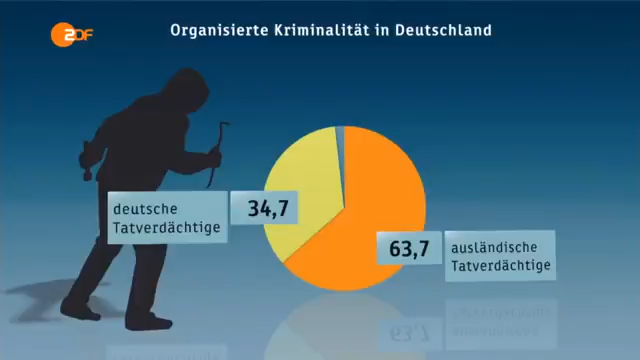 ZDF
Organisierte Kriminalität in Deutschland
deutsche
Tatverdächtige
34,7
63,7
ausländische
Tatverdächtige